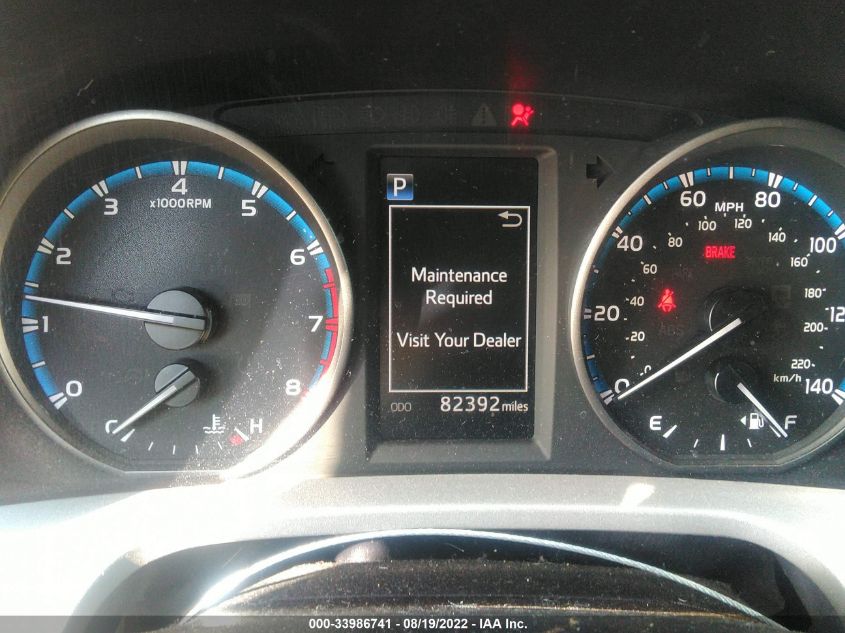 x1000RPM
0
1
2
3
4
5
6
7
8
C
H
P
Maintenance
Required
Visit Your Dealer
ODO 82392 miles
MPH
0
20
40
60
80
100
12
140
0
20
40
60
80
100
120
140
160
180
200
220
km/h
BRAKE
ABS
E
F
000-33986741 - 08/19/2022 - IAA Inc.